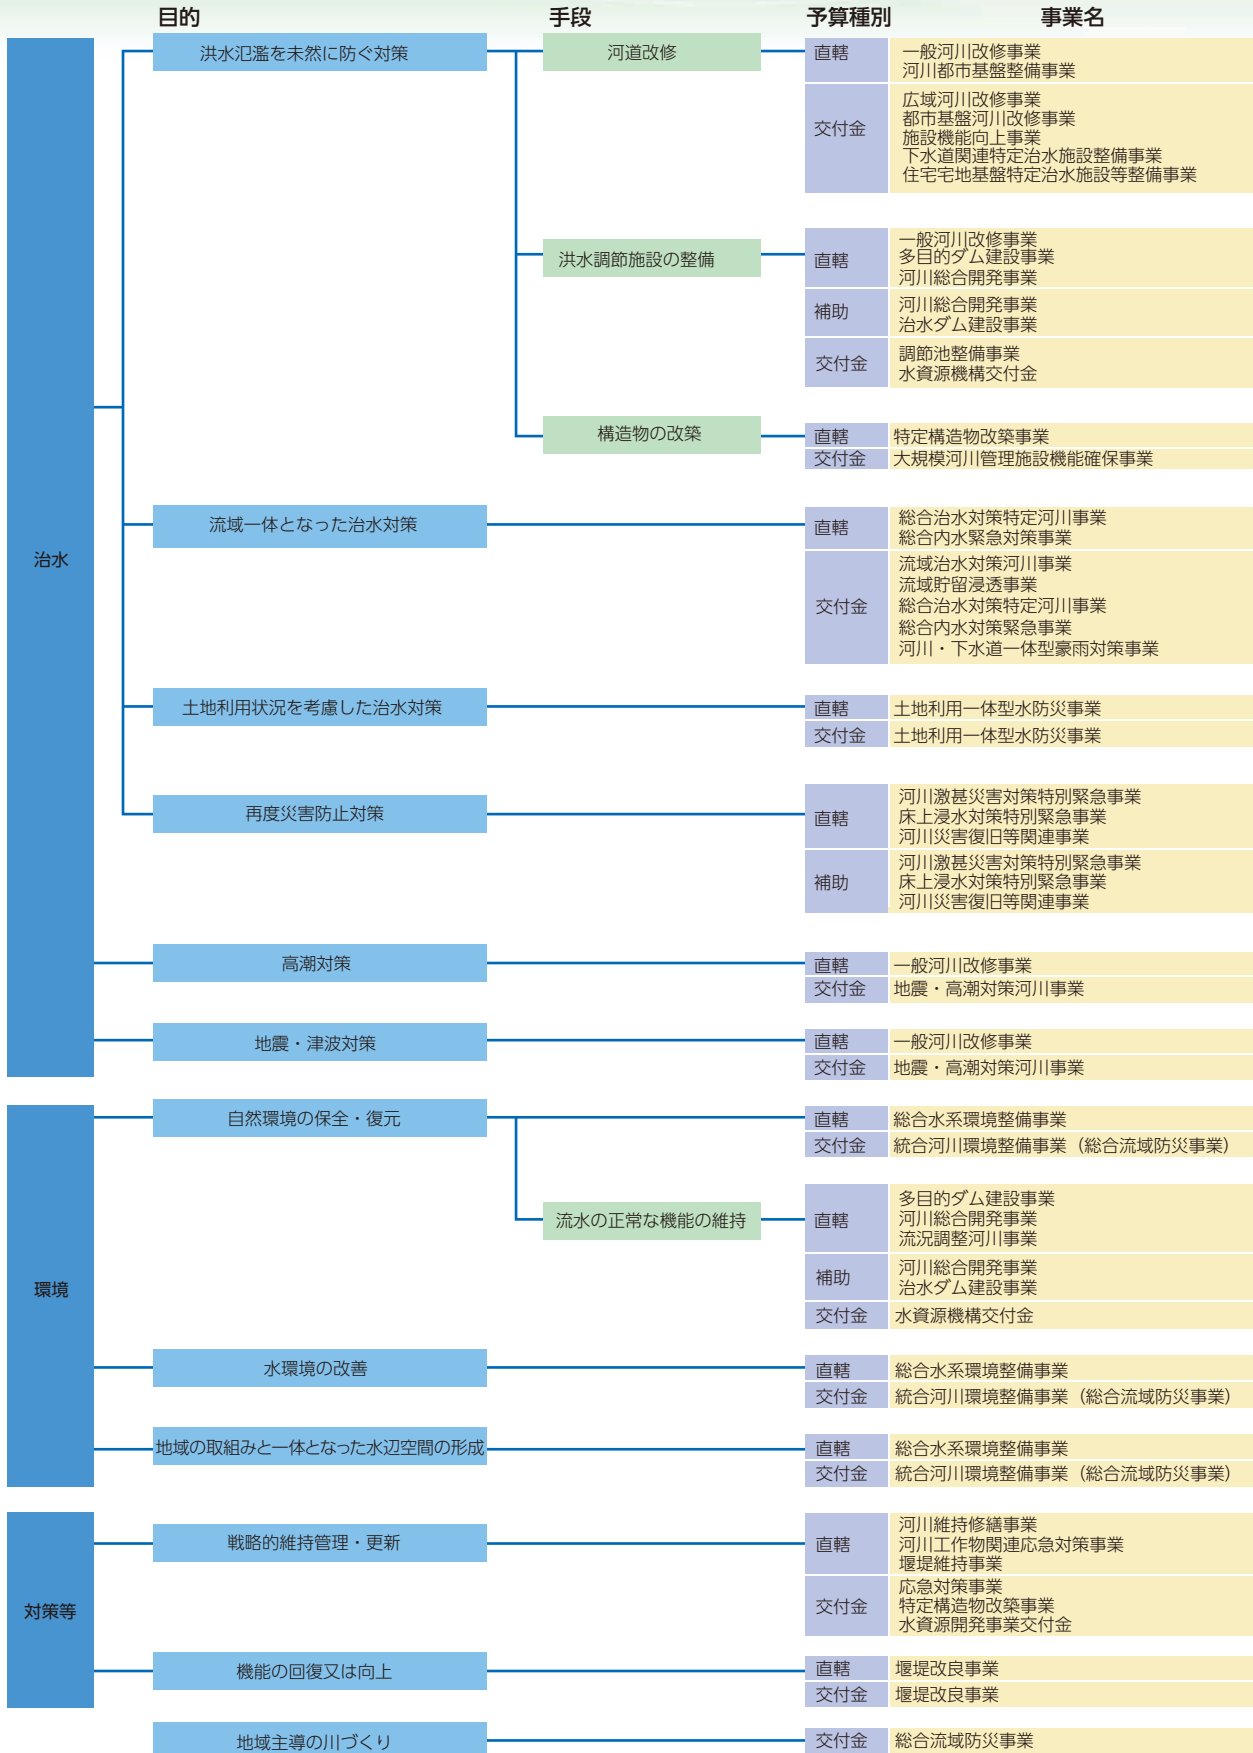 目的 手段 予算種別 事業名
治水
洪水氾濫を未然に防ぐ対策
河道改修
直轄
一般河川改修事業
河川都市基盤整備事業
交付金
広域河川改修事業
都市基盤河川改修事業
施設機能向上事業
下水道関連特定治水施設整備事業
住宅宅地基盤特定治水施設等整備事業
洪水調節施設の整備
直轄
一般河川改修事業
多目的ダム建設事業
河川総合開発事業
補助
河川総合開発事業
治水ダム建設事業
交付金
調節池整備事業
水資源機構交付金
構造物の改築
直轄 特定構造物改築事業
交付金 大規模河川管理施設機能確保事業
流域一体となった治水対策
直轄
総合治水対策特定河川事業
総合内水緊急対策事業
交付金
流域治水対策河川事業
流域貯留浸透事業
総合治水対策特定河川事業
総合内水対策緊急事業
河川・下水道一体型豪雨対策事業
土地利用状況を考慮した治水対策
直轄 土地利用一体型水防災事業
交付金 土地利用一体型水防災事業
再度災害防止対策
直轄
河川激甚災害対策特別緊急事業
床上浸水対策特別緊急事業
河川災害復旧等関連事業
補助
河川激甚災害対策特別緊急事業
床上浸水対策特別緊急事業
河川災害復旧等関連事業
高潮対策
直轄 一般河川改修事業
交付金 地震・高潮対策河川事業
地震・津波対策
直轄 一般河川改修事業
交付金 地震・高潮対策河川事業
環境
自然環境の保全・復元
直轄 総合水系環境整備事業
交付金 統合河川環境整備事業（総合流域防災事業）
流水の正常な機能の維持
直轄
多目的ダム建設事業
河川総合開発事業
流況調整河川事業
補助
河川総合開発事業
治水ダム建設事業
交付金 水資源機構交付金
水環境の改善
直轄 総合水系環境整備事業
交付金 統合河川環境整備事業（総合流域防災事業）
地域の取組みと一体となった水辺空間の形成
直轄 総合水系環境整備事業
交付金 統合河川環境整備事業（総合流域防災事業）
対策等
戦略的維持管理・更新
直轄
河川維持修繕事業
河川工作物関連応急対策事業
堰堤維持事業
交付金
応急対策事業
特定構造物改築事業
水資源開発事業交付金
機能の回復又は向上
直轄 堰堤改良事業
交付金 堰堤改良事業
地域主導の川づくり
交付金 総合流域防災事業